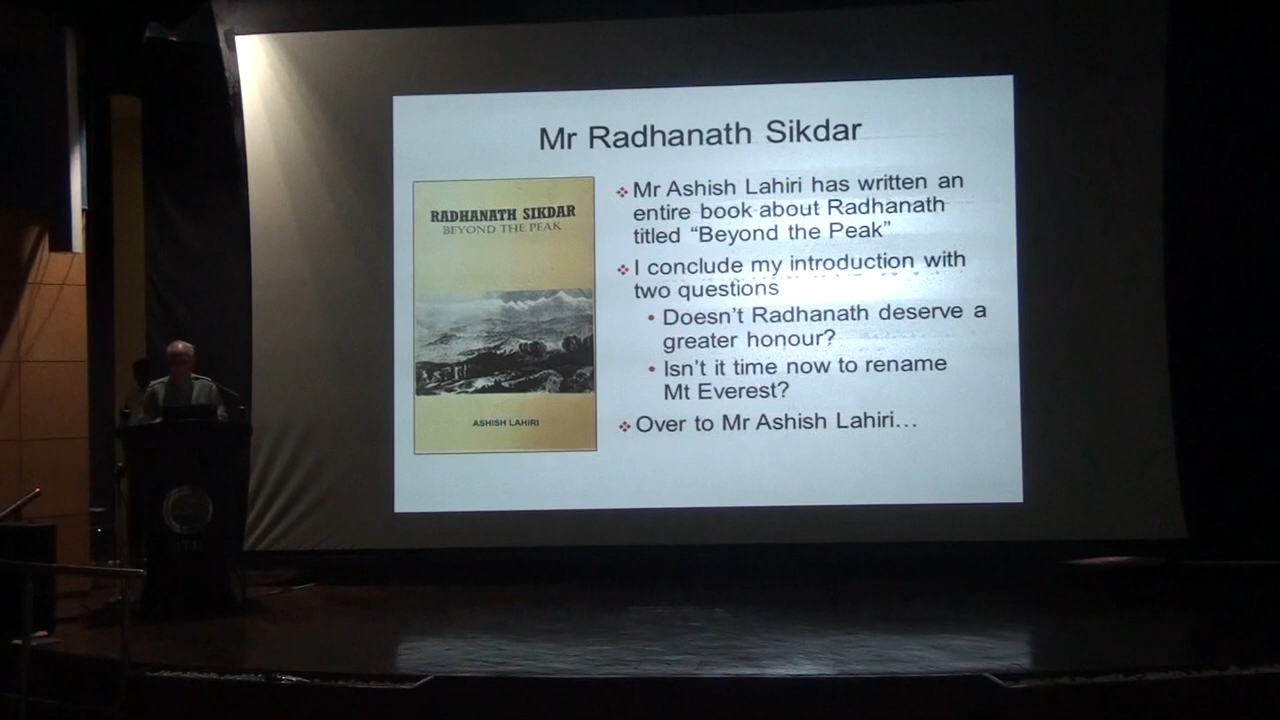 Mr Radhanath Sikdar
RADHANATH SIKDAR
BEYOND THE PEAK
ASHISH LAHIRI
❖ Mr Ashish Lahiri has written an
entire book about Radhanath
titled “Beyond the Peak”
❖ I conclude my introduction with
two questions
• Doesn’t Radhanath deserve a
greater honour?
• Isn’t it time now to rename
Mt Everest?
❖ Over to Mr Ashish Lahiri…